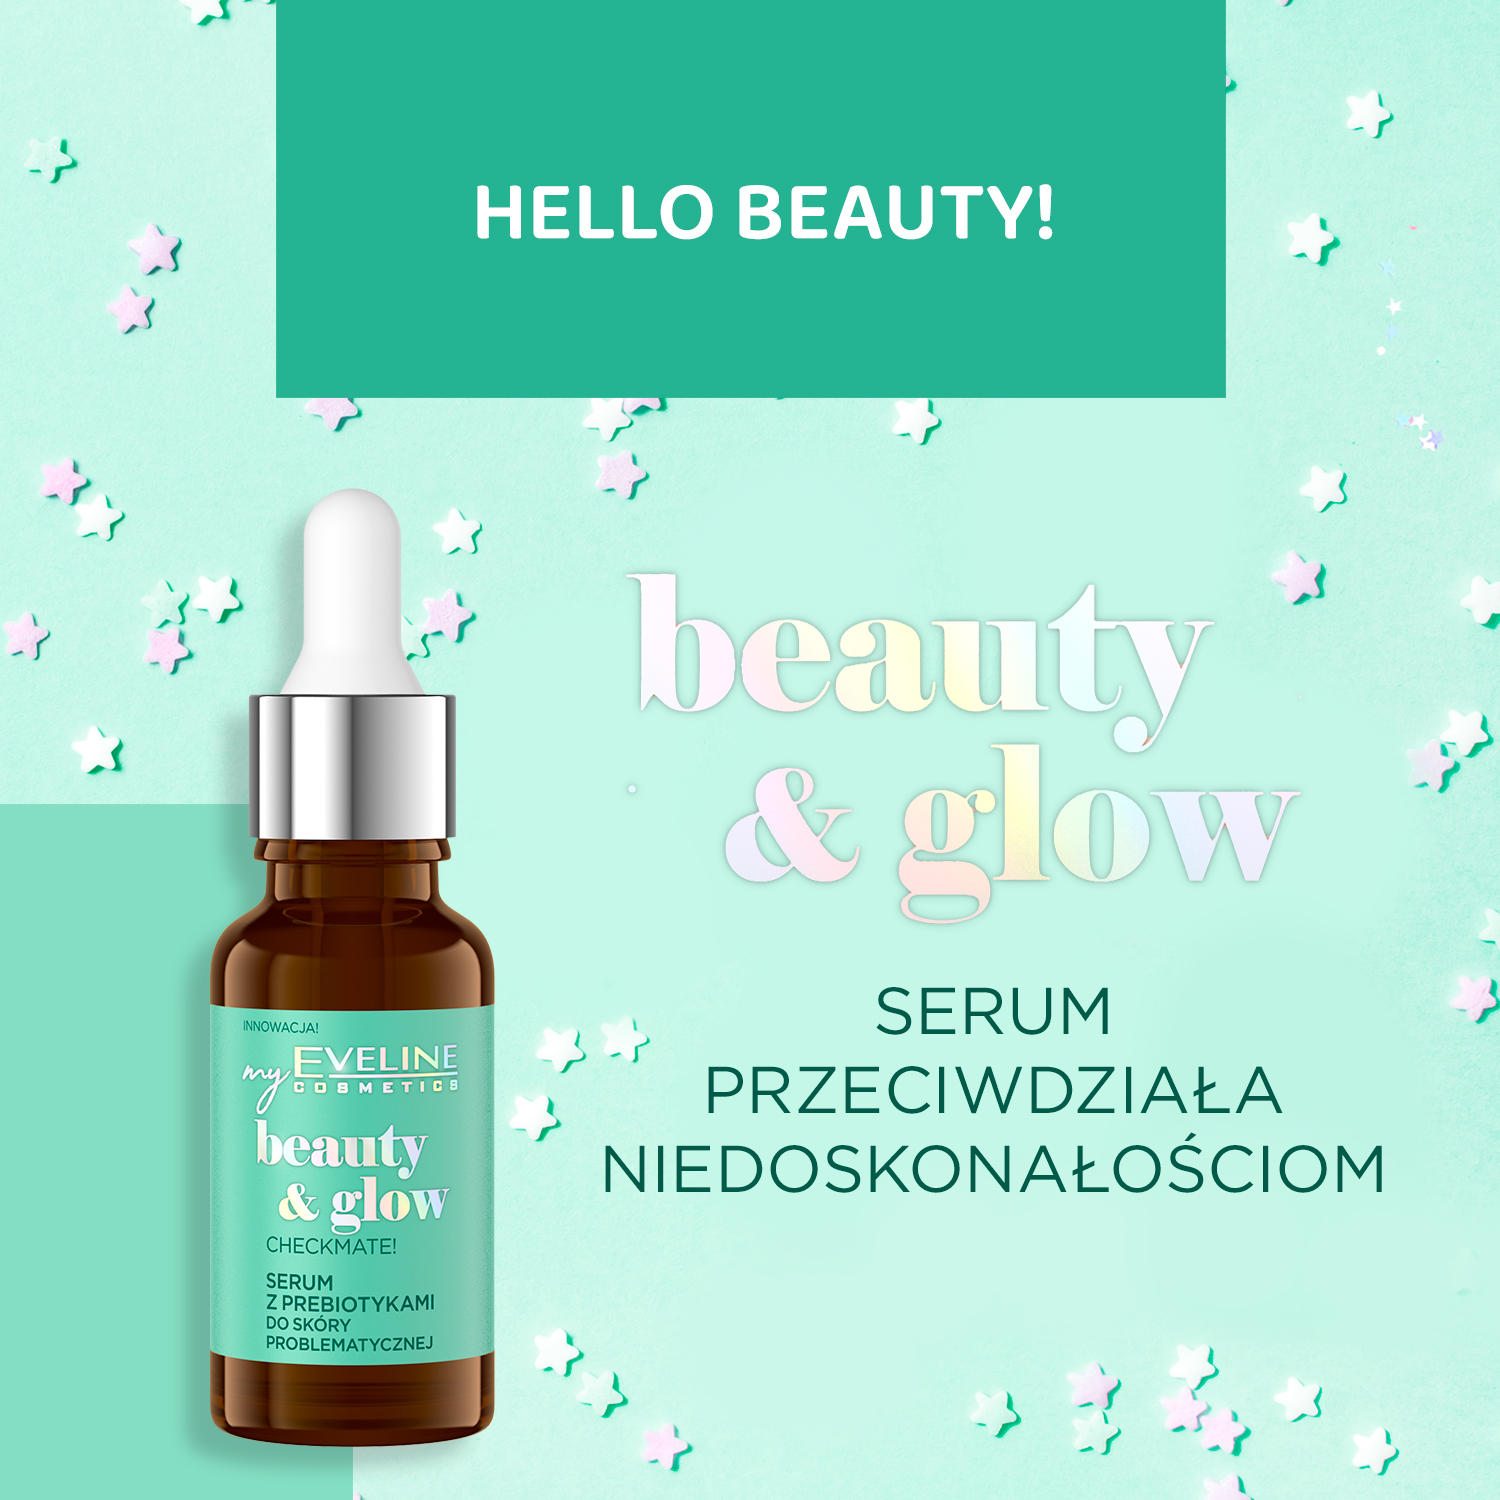 HELLO BEAUTY!
beauty
& glow
SERUM
PRZECIWDZIAŁA
NIEDOSKONAŁOŚCIOM
INNOWACJA!
my EVELINE
COSMETICS
beauty
& glow
CHECKMATE!
SERUM
Z PREBIOTYKAMI
DO SKÓRY
PROBLEMATYCZNEJ